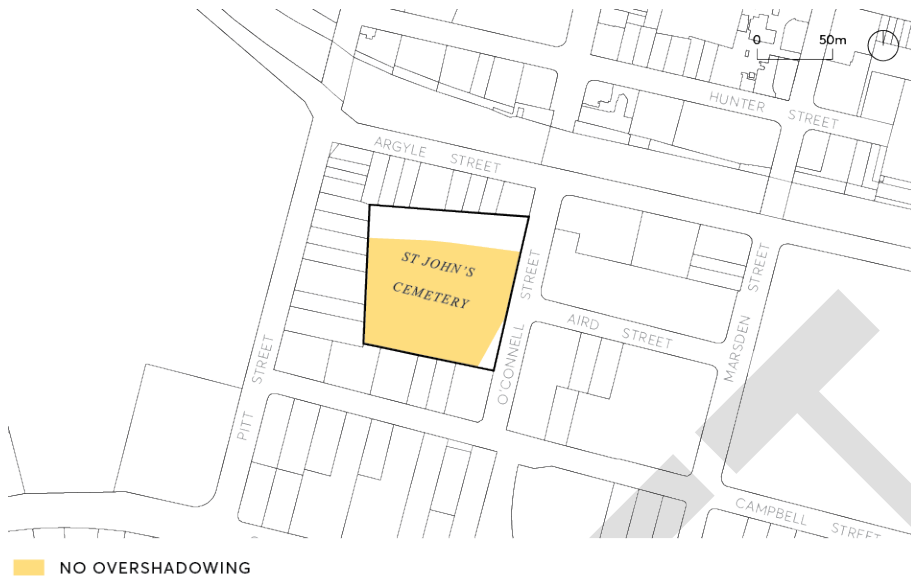 0 50m
HUNTER STREET
ARGYLE STREET
ST JOHN'S
CEMETERY
O'CONNELL STREET
AIRD STREET
MARSDEN STREET
PITT STREET
CAMPBELL STREET
NO OVERSHADOWING